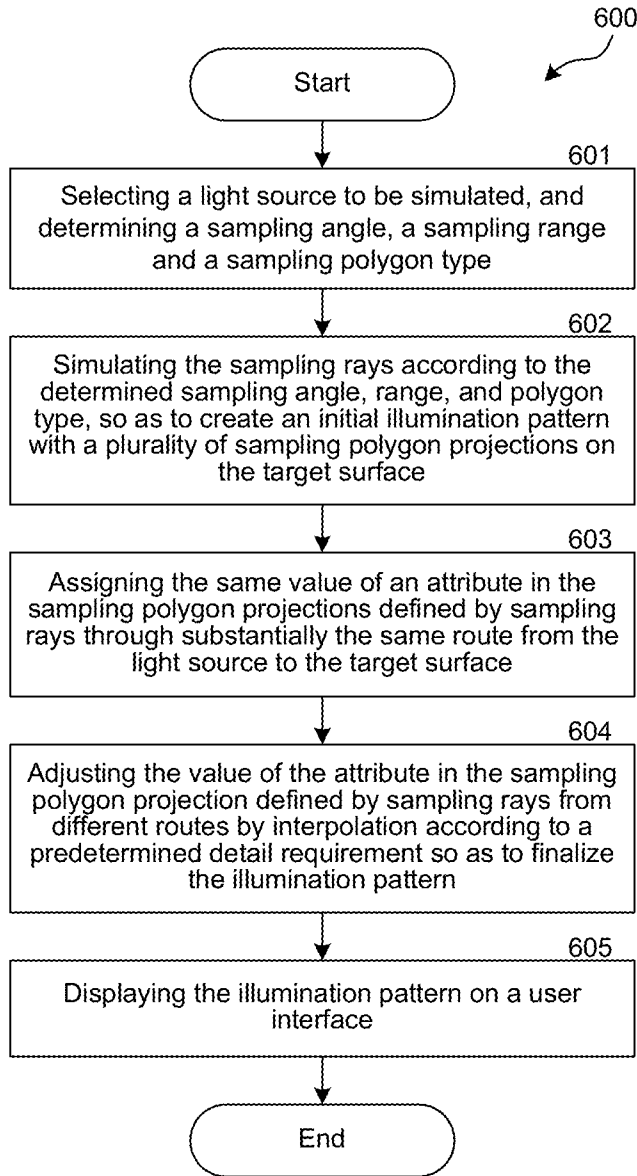 600
Start
601
Selecting a light source to be simulated, and
determining a sampling angle, a sampling range
and a sampling polygon type
602
Simulating the sampling rays according to the
determined sampling angle, range, and polygon
type, so as to create an initial illumination pattern
with a plurality of sampling polygon projections on
the target surface
603
Assigning the same value of an attribute in the
sampling polygon projections defined by sampling
rays through substantially the same route from the
light source to the target surface
604
Adjusting the value of the attribute in the sampling
polygon projection defined by sampling rays from
different routes by interpolation according to a
predetermined detail requirement so as to finalize
the illumination pattern
605
Displaying the illumination pattern on a user
interface
End